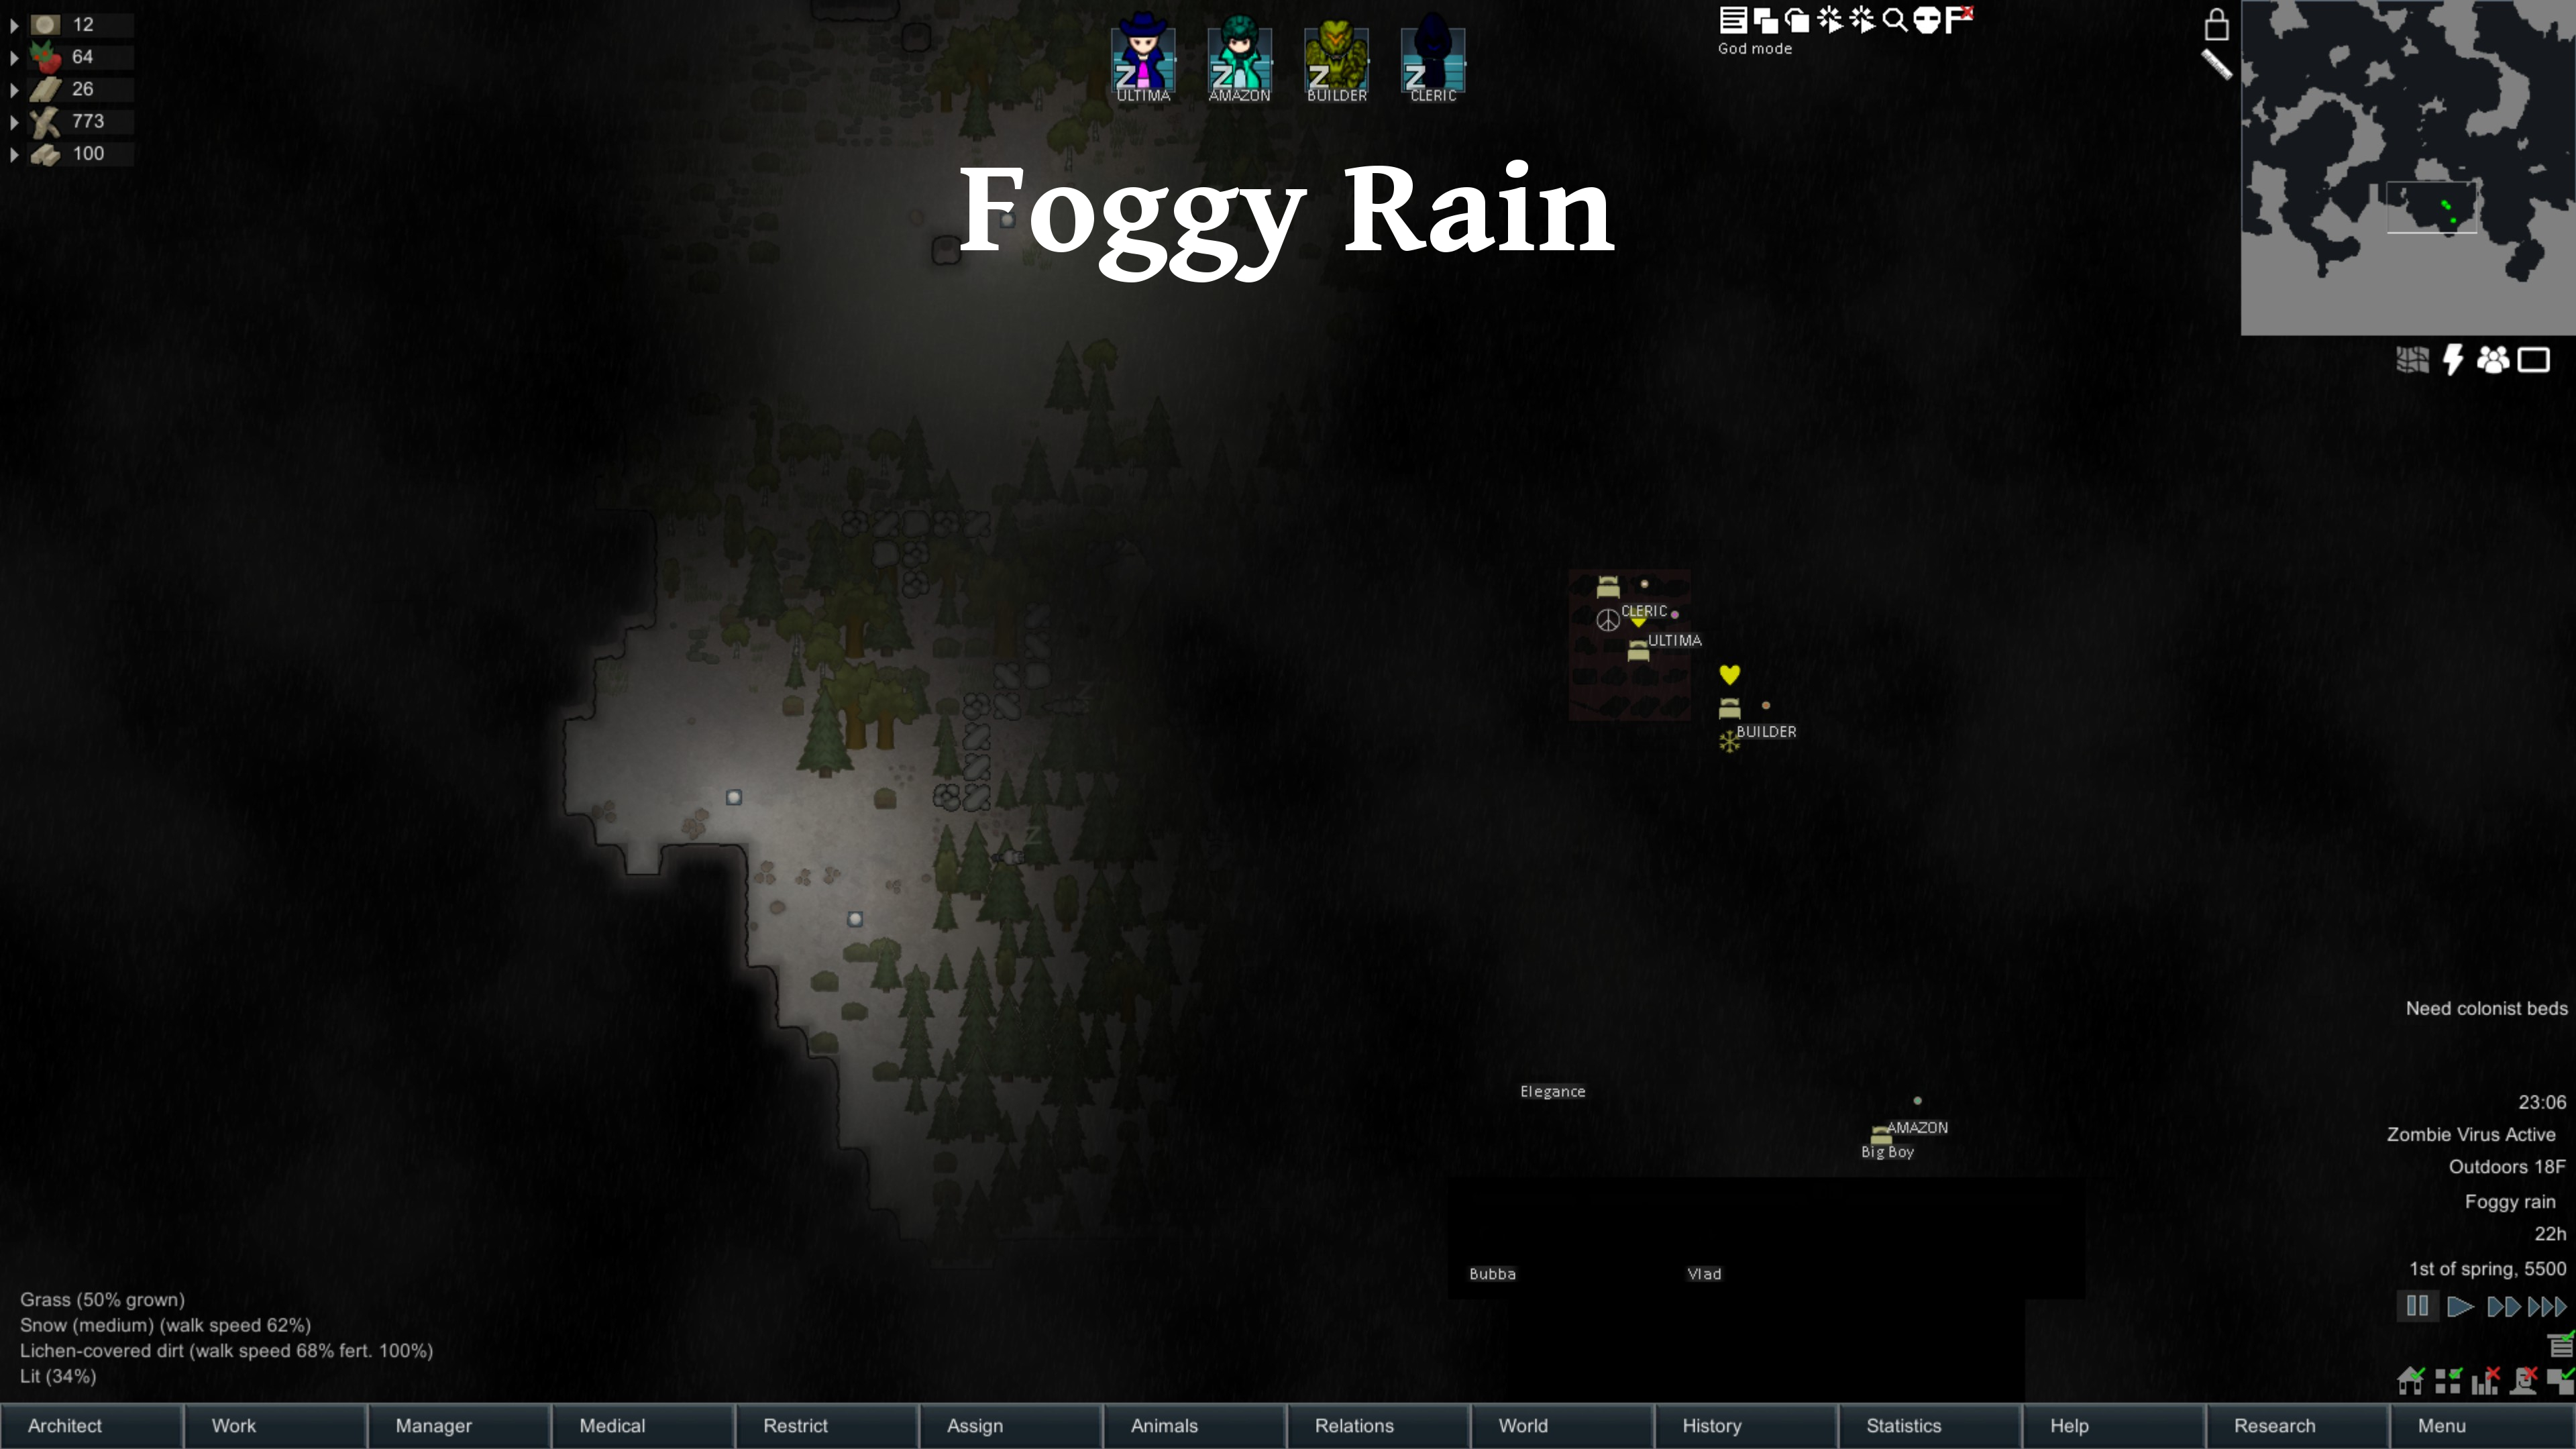 12
64
26
773
100
ULTIMA
AMAZON
BUILDER
CLERIC
God mode
Foggy Rain
CLERIC
ULTIMA
BUILDER
Elegance
AMAZON
Big Boy
Bubba
Vlad
Need colonist beds
23:06
Zombie Virus Active
Outdoors 18F
Foggy rain
22h
1st of spring, 5500
Grass (50% grown)
Snow (medium) (walk speed 62%)
Lichen-covered dirt (walk speed 68% fert. 100%)
Lit (34%)
Architect
Work
Manager
Medical
Restrict
Assign
Animals
Relations
World
History
Statistics
Help
Research
Menu